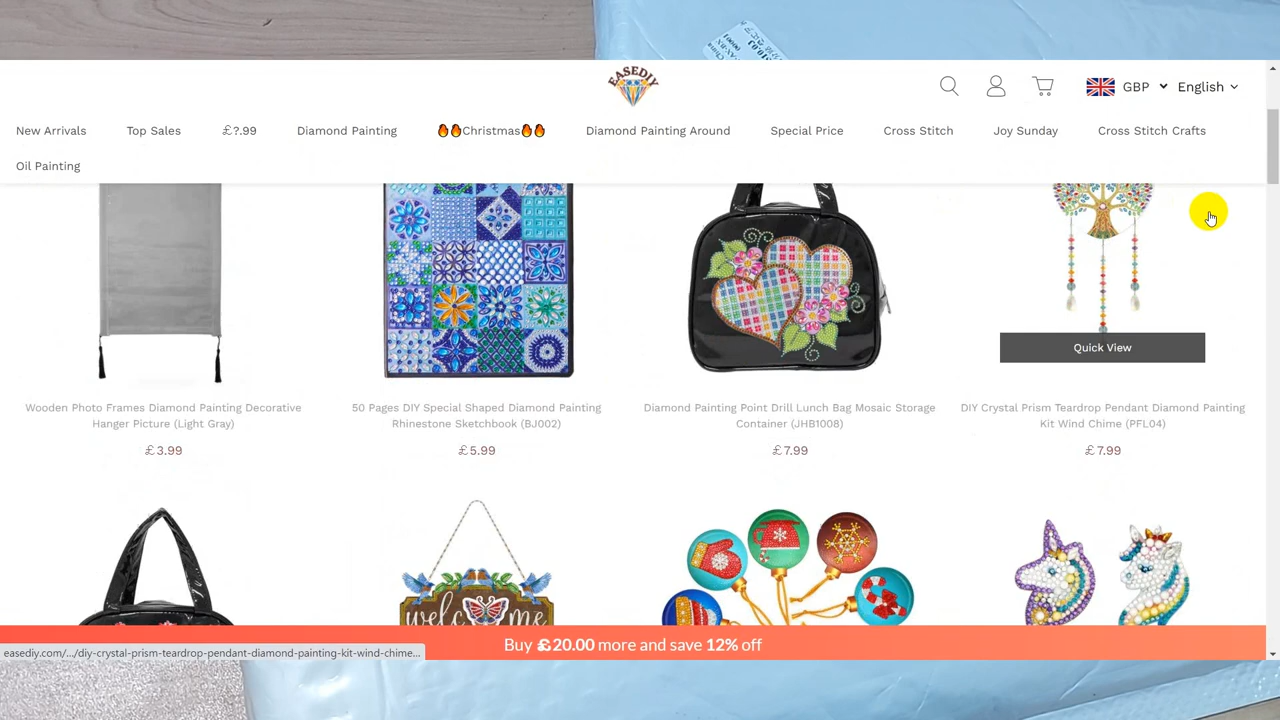 EASEDIY
GBP
English
New Arrivals
Top Sales
£?.99
Diamond Painting
🔥🔥Christmas🔥🔥
Diamond Painting Around
Special Price
Cross Stitch
Joy Sunday
Cross Stitch Crafts
Oil Painting
Quick View
Wooden Photo Frames Diamond Painting Decorative
Hanger Picture (Light Gray)
£3.99
50 Pages DIY Special Shaped Diamond Painting
Rhinestone Sketchbook (BJ002)
£5.99
Diamond Painting Point Drill Lunch Bag Mosaic Storage
Container (JHB1008)
£7.99
DIY Crystal Prism Teardrop Pendant Diamond Painting
Kit Wind Chime (PFL04)
£7.99
welcome
Buy £20.00 more and save 12% off
easediy.com/.../diy-crystal-prism-teardrop-pendant-diamond-painting-kit-wind-chime...